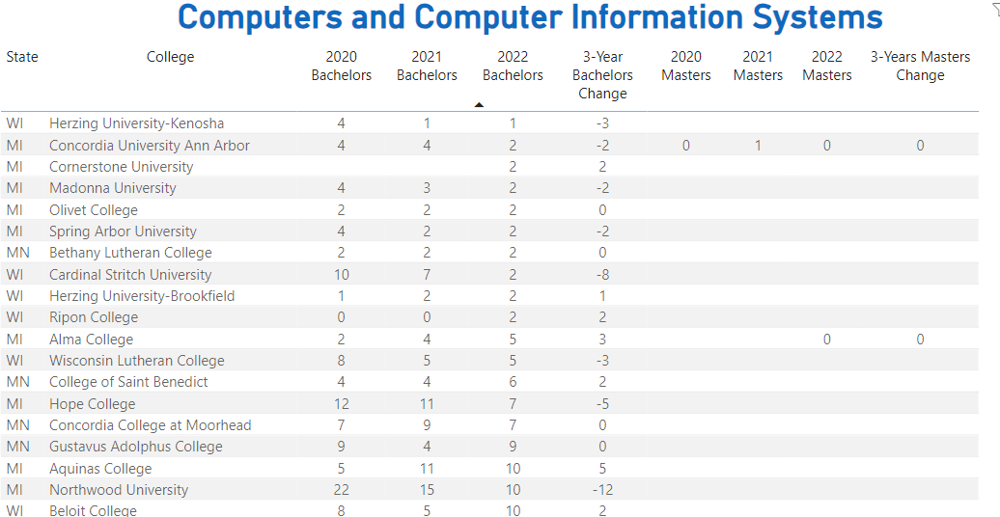 Computers and Computer Information Systems
State College 2020 Bachelors 2021 Bachelors 2022 Bachelors 3-Year Bachelors Change 2020 Masters 2021 Masters 2022 Masters 3-Years Masters Change
WI Herzing University-Kenosha 4 1 1 -3
MI Concordia University Ann Arbor 4 4 2 -2 0 1 0 0
MI Cornerstone University 2 2
MI Madonna University 4 3 2 -2
MI Olivet College 2 2 2 0
MI Spring Arbor University 4 2 2 -2
MN Bethany Lutheran College 2 2 2 0
WI Cardinal Stritch University 10 7 2 -8
WI Herzing University-Brookfield 1 2 2 1
WI Ripon College 0 0 2 2
MI Alma College 2 4 5 3 0 0
WI Wisconsin Lutheran College 8 5 5 -3
MN College of Saint Benedict 4 4 6 2
MI Hope College 12 11 7 -5
MN Concordia College at Moorhead 7 9 7 0
MN Gustavus Adolphus College 9 4 9 0
MI Aquinas College 5 11 10 5
MI Northwood University 22 15 10 -12
WI Beloit College 8 5 10 2